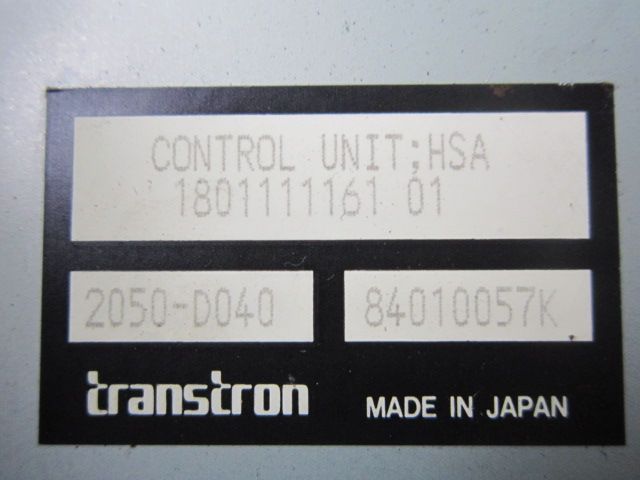 CONTROL UNIT;HSA
1801111161 01
2050-D040 84010057K
transtron MADE IN JAPAN